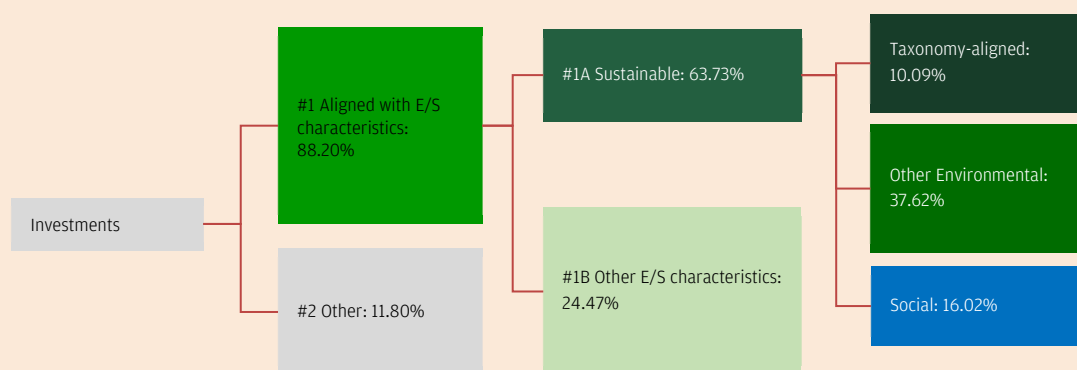 Investments
#1 Aligned with E/S
characteristics:
88.20%
#2 Other: 11.80%
#1A Sustainable: 63.73%
#1B Other E/S characteristics:
24.47%
Taxonomy-aligned:
10.09%
Other Environmental:
37.62%
Social: 16.02%